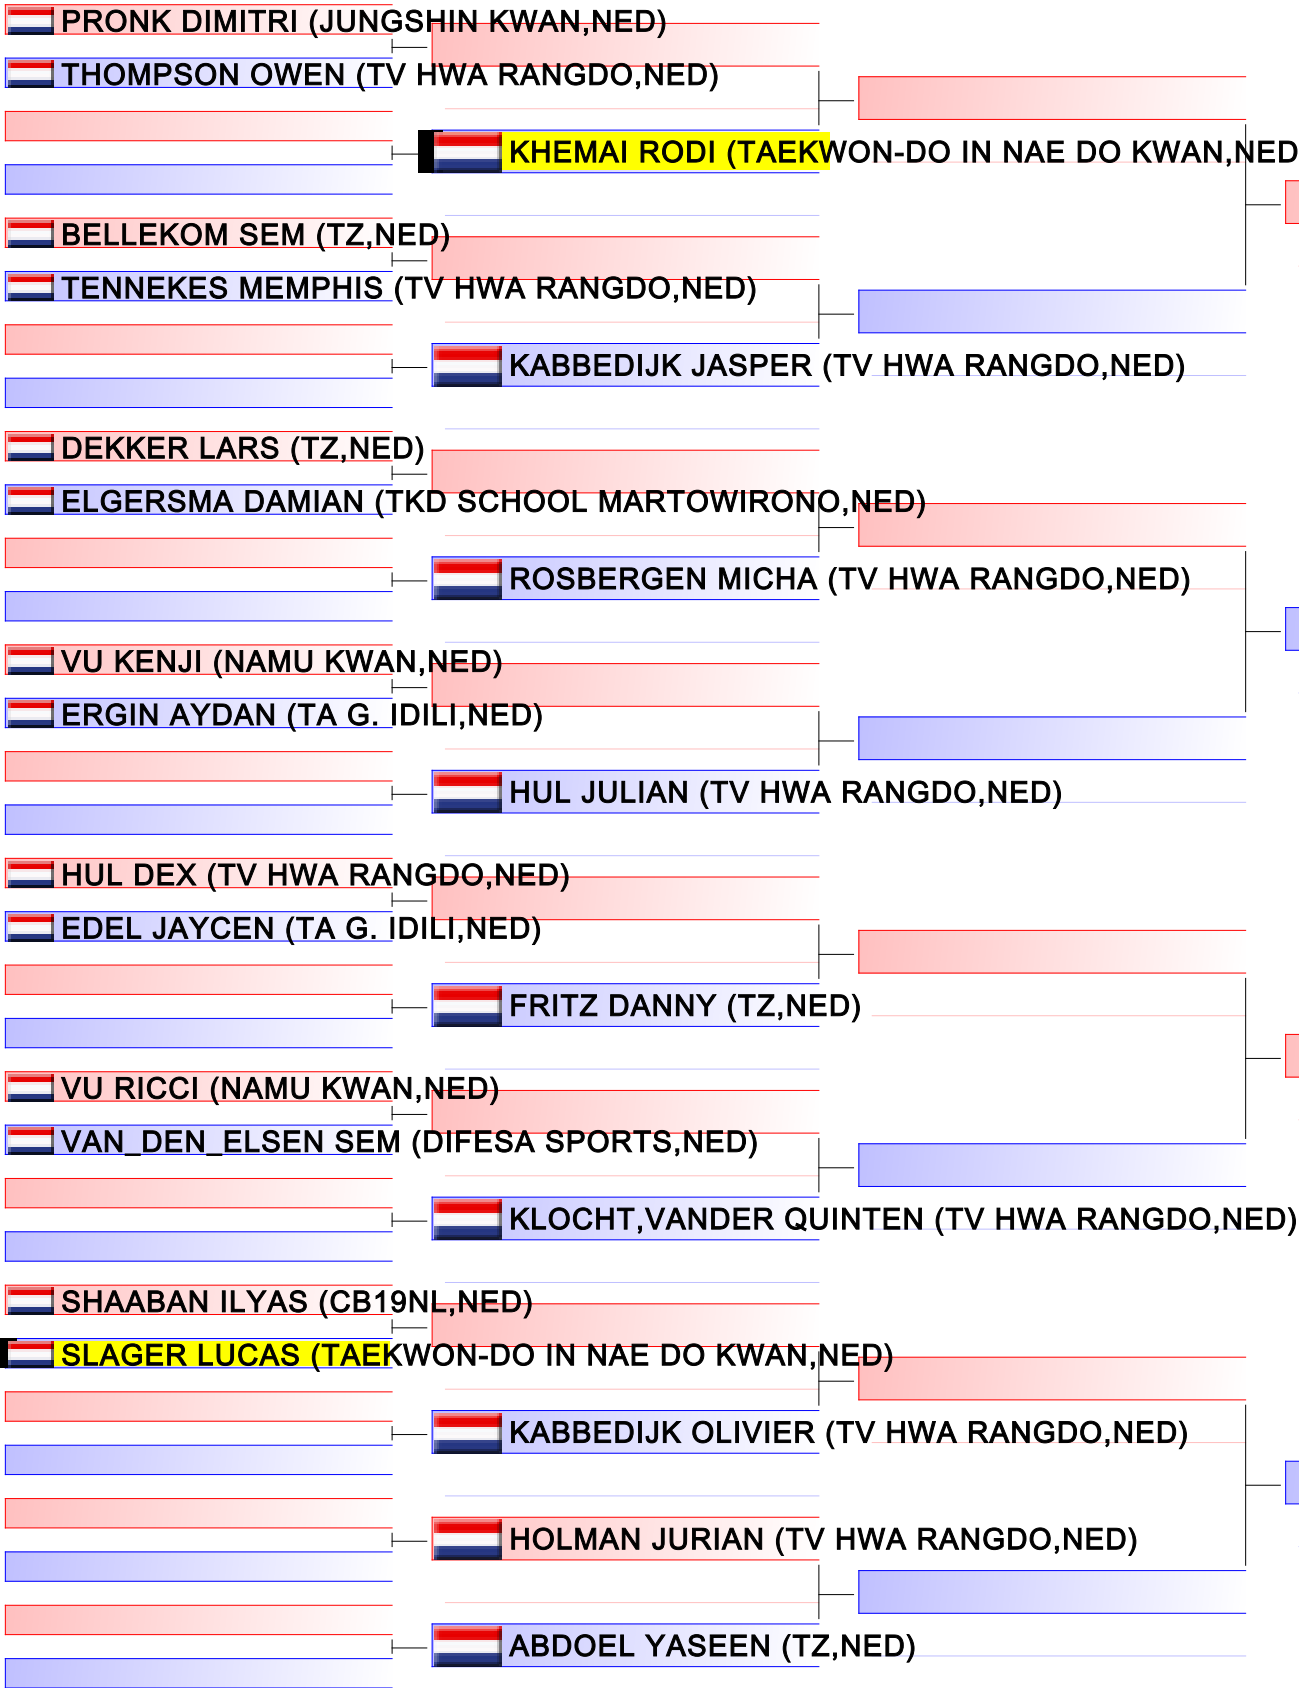 PRONK DIMITRI (JUNGSHIN KWAN,NED)
THOMPSON OWEN (TV HWA RANGDO,NED)
KHEMAI RODI (TAEKWON-DO IN NAE DO KWAN,NED
BELLEKOM SEM (TZ,NED)
TENNEKES MEMPHIS (TV HWA RANGDO,NED)
KABBEDIJK JASPER (TV HWA RANGDO,NED)
DEKKER LARS (TZ,NED)
ELGERSMA DAMIAN (TKD SCHOOL MARTOWIRONO,NED)
ROSBERGEN MICHA (TV HWA RANGDO,NED)
VU KENJI (NAMU KWAN,NED)
ERGIN AYDAN (TA G. IDILI,NED)
HUL JULIAN (TV HWA RANGDO,NED)
HUL DEX (TV HWA RANGDO,NED)
EDEL JAYCEN (TA G. IDILI,NED)
FRITZ DANNY (TZ,NED)
VU RICCI (NAMU KWAN,NED)
VAN_DEN_ELSEN SEM (DIFESA SPORTS,NED)
KLOCHT,VANDER QUINTEN (TV HWA RANGDO,NED)
SHAABAN ILYAS (CB19NL,NED)
SLAGER LUCAS (TAEKWON-DO IN NAE DO KWAN,NED)
KABBEDIJK OLIVIER (TV HWA RANGDO,NED)
HOLMAN JURIAN (TV HWA RANGDO,NED)
ABDOEL YASEEN (TZ,NED)